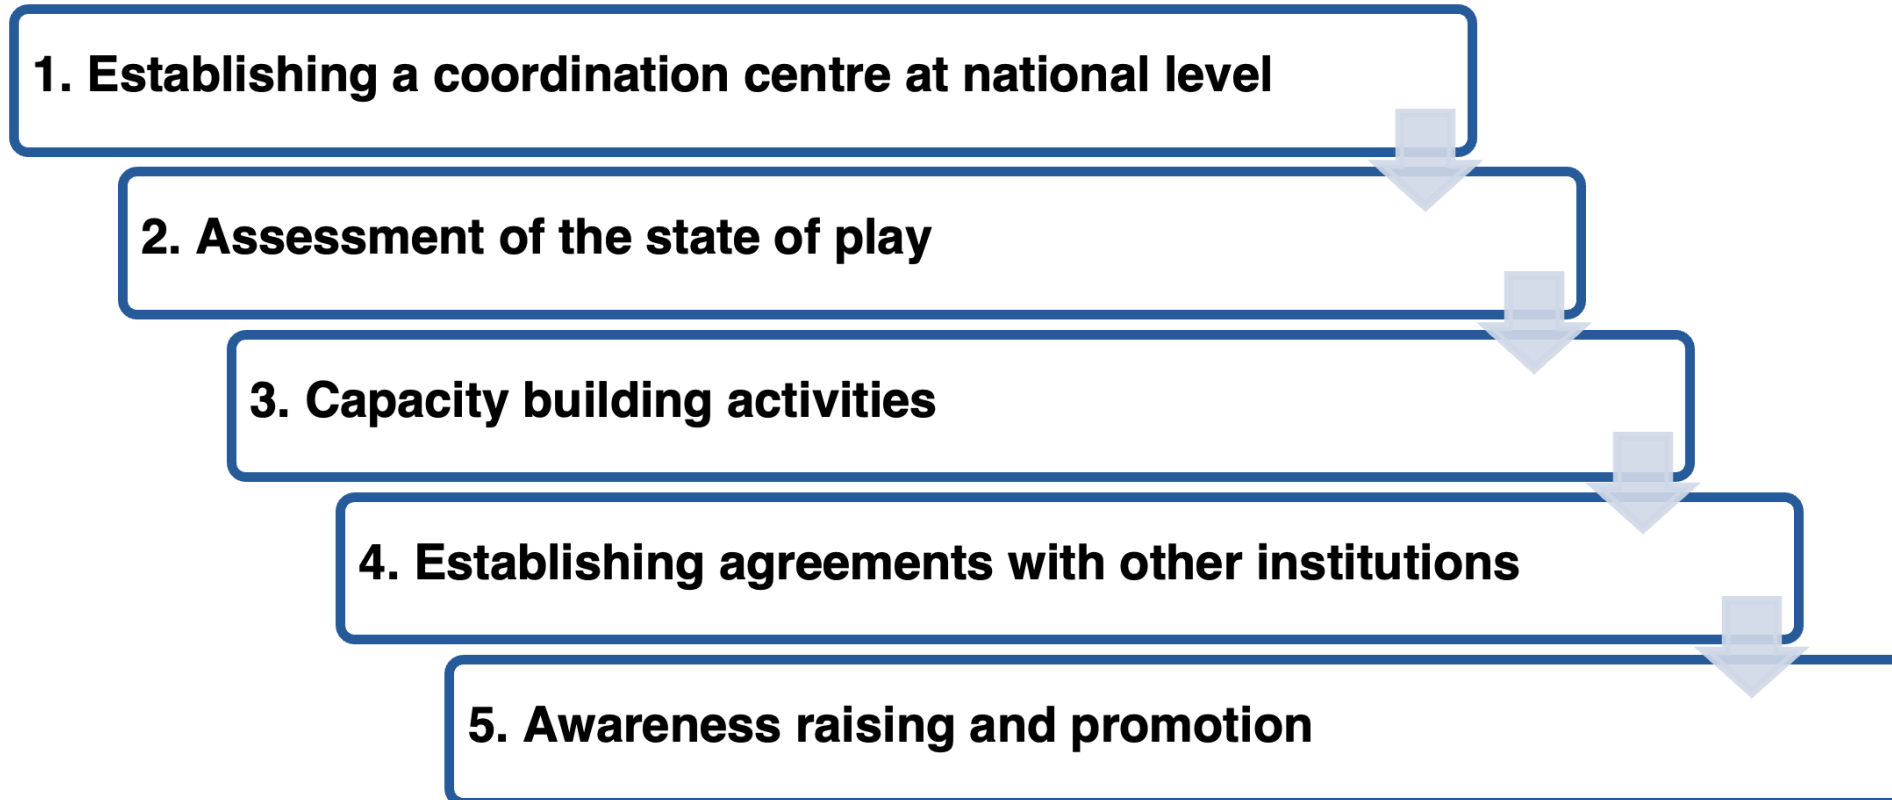 1. Establishing a coordination centre at national level
2. Assessment of the state of play
3. Capacity building activities
4. Establishing agreements with other institutions
5. Awareness raising and promotion